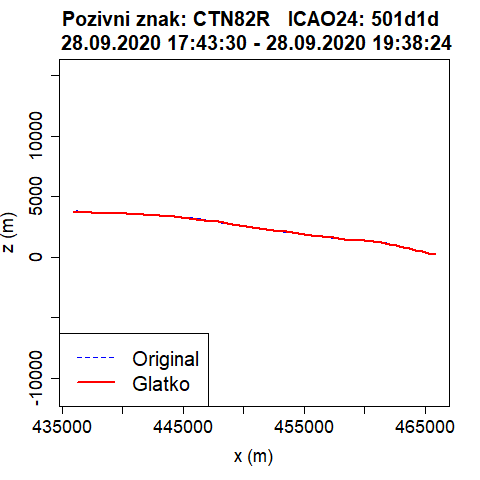 Pozivni znak: CTN82R   ICAO24: 501d1d
28.09.2020 17:43:30 - 28.09.2020 19:38:24
z (m)
10000
5000
0
-10000
Original
Glatko
435000 445000 455000 465000
x (m)